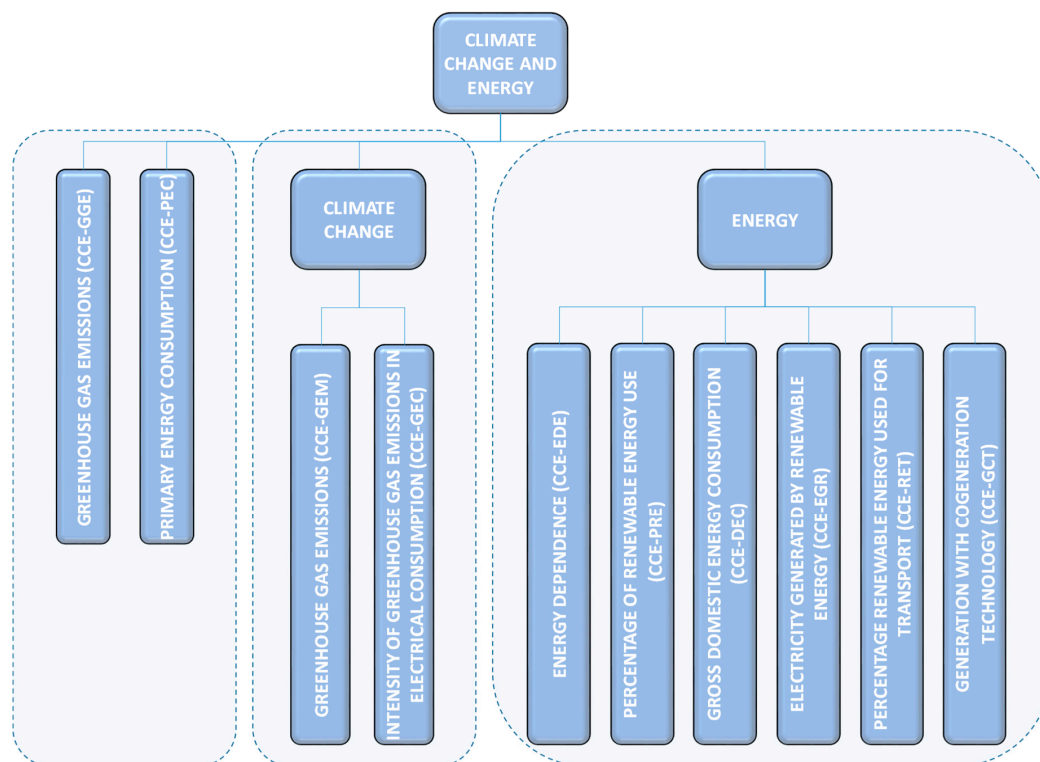 CLIMATE
CHANGE AND
ENERGY
GREENHOUSE GAS EMISSIONS (CCE-GGE)
PRIMARY ENERGY CONSUMPTION (CCE-PEC)
CLIMATE
CHANGE
GREENHOUSE GAS EMISSIONS (CCE-GEM)
INTENSITY OF GREENHOUSE GAS EMISSIONS IN
ELECTRICAL CONSUMPTION (CCE-GEC)
ENERGY
ENERGY DEPENDENCE (CCE-EDE)
PERCENTAGE OF RENEWABLE ENERGY USE
(CCE-PRE)
GROSS DOMESTIC ENERGY CONSUMPTION
(CCE-DEC)
ELECTRICITY GENERATED BY RENEWABLE
ENERGY (CCE-EGR)
PERCENTAGE RENEWABLE ENERGY USED FOR
TRANSPORT (CCE-RET)
GENERATION WITH COGENERATION
TECHNOLOGY (CCE-GCT)